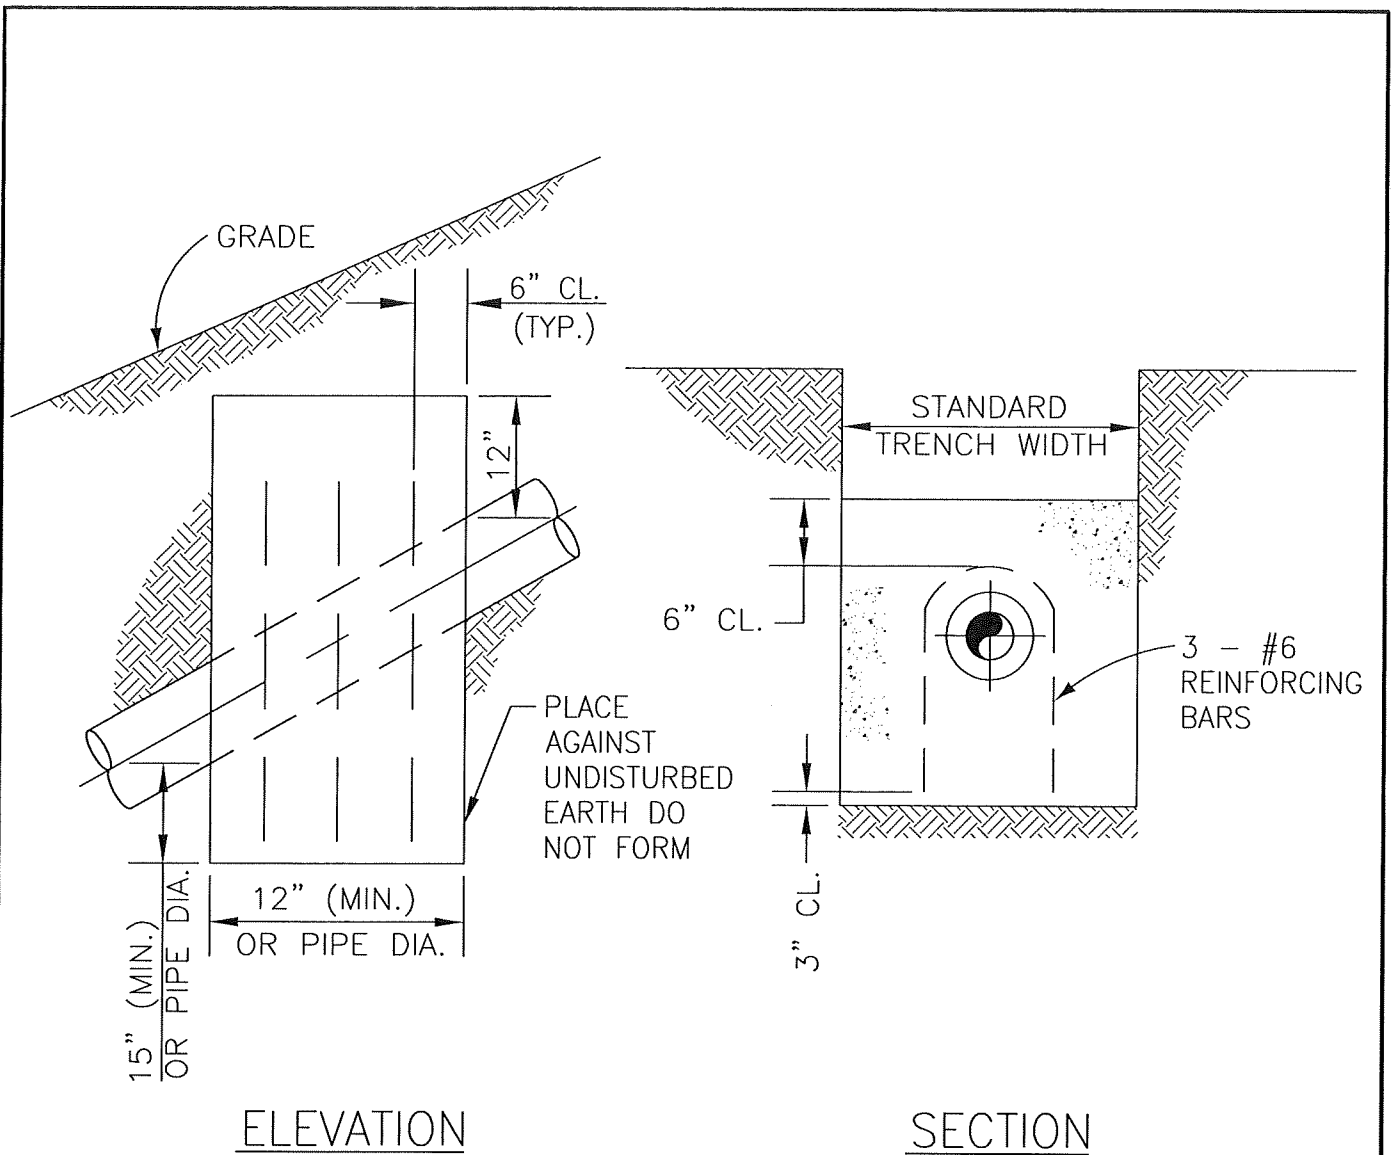 GRADE
6" CL.
(TYP.)
12"
STANDARD
TRENCH WIDTH
6" CL.
3 - #6
REINFORCING
BARS
PLACE
AGAINST
UNDISTURBED
EARTH DO
NOT FORM
12" (MIN.)
OR PIPE DIA.
15" (MIN.)
OR PIPE DIA.
3" CL.
ELEVATION
SECTION